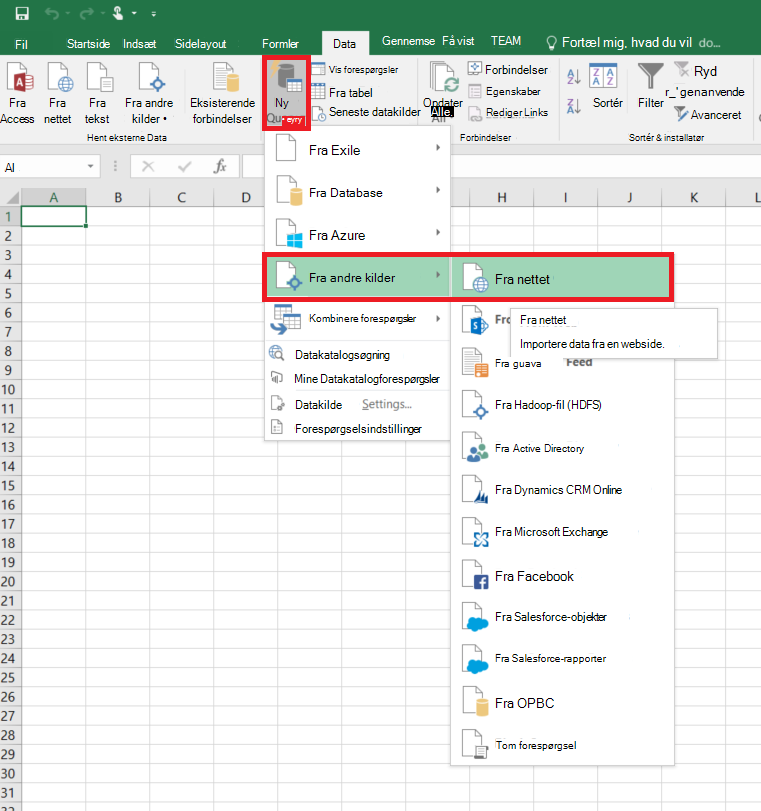 Fil Startside Indsæt Sidelayout Formler Data Gennemse Få vist TEAM Fortæl mig, hvad du vil do...
Fra Access
Fra nettet
Fra tekst
Fra andre kilder
Eksisterende forbindelser
Hent eksterne Data
Ny
Vis forespørgsler
Fra tabel
Seneste datakilder
Opdater
Alle.
Forbindelser
Egenskaber
Rediger Links
Forbindelser
Sortér
Filter
Ryd
r_'genanvende
Avanceret
Sortér & installatør
AI
fx
A B C D H I J K L
Fra Exile
Fra Database
Fra Azure
Fra andre kilder
Kombinere forespørgsler
Datakatalogsøgning
Mine Datakatalogforespørgsler
Datakilde Settings...
Forespørgselsindstillinger
Fra nettet
Fra nettet
Importere data fra en webside.
Fra guava Feed
Fra Hadoop-fil (HDFS)
Fra Active Directory
Fra Dynamics CRM Online
Fra Microsoft Exchange
Fra Facebook
Fra Salesforce-objekter
Fra Salesforce-rapporter
Fra OPBC
Tom forespørgsel
1
2
3
4
5
6
7
8
9
10
11
12
13
14
15
16
17
18
19
20
21
22
23
24
25
26
27
28
29
30
31